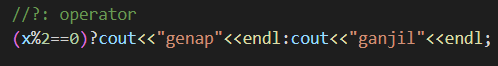 //?: operator
(x%2==0)?cout<<"genap"<<endl:cout<<"ganjil"<<endl;